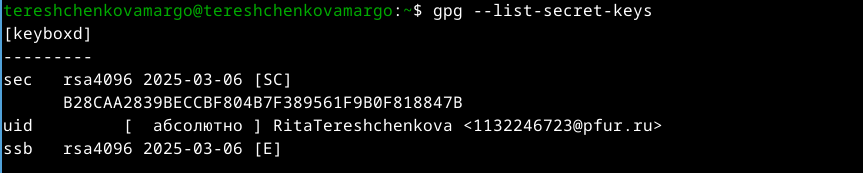 tereshchenkovamargo@tereshchenkovamargo:~$ gpg --list-secret-keys
[keyboxd]
---------
sec   rsa4096 2025-03-06 [SC]
      B28CAA2839BECCBF804B7F389561F9B0F818847B
uid         [  абсолютно ] RitaTereshchenkova <1132246723@pfur.ru>
ssb   rsa4096 2025-03-06 [E]